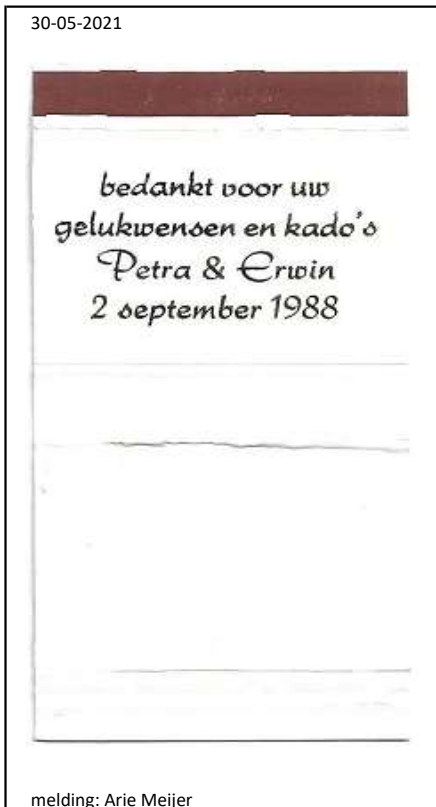 30-05-2021
bedankt voor uw
gelukwensen en kado's
Petra & Erwin
2 september 1988
melding: Arie Meijer